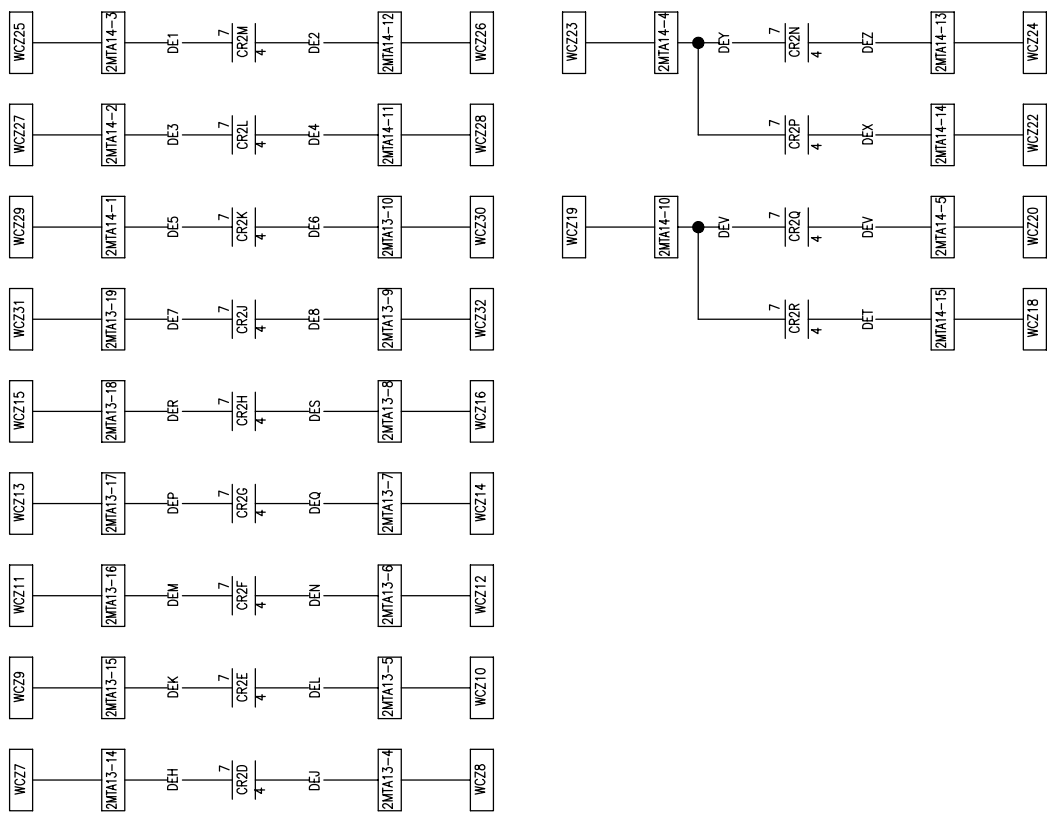 WCZ25 2MTA14-3 DE1 7 CR2M 4 DE2 2MTA14-12 WCZ26
WCZ27 2MTA14-2 DE3 7 CR2L 4 DE4 2MTA14-11 WCZ28
WCZ29 2MTA14-1 DE5 7 CR2K 4 DE6 2MTA13-10 WCZ30
WCZ31 2MTA13-19 DE7 7 CR2J 4 DE8 2MTA13-9 WCZ32
WCZ15 2MTA13-18 DER 7 CR2H 4 DES 2MTA13-8 WCZ16
WCZ13 2MTA13-17 DEP 7 CR2G 4 DEQ 2MTA13-7 WCZ14
WCZ11 2MTA13-16 DEM 7 CR2F 4 DEN 2MTA13-6 WCZ12
WCZ9 2MTA13-15 DEK 7 CR2E 4 DEL 2MTA13-5 WCZ10
WCZ7 2MTA13-14 DEH 7 CR2D 4 DEJ 2MTA13-4 WCZ8
WCZ23 2MTA14-4 DEY 7 CR2N 4 DEZ 2MTA14-13 WCZ24
7 CR2P 4 DEX 2MTA14-14 WCZ22
WCZ19 2MTA14-10 DEV 7 CR2Q 4 DEV 2MTA14-5 WCZ20
7 CR2R 4 DET 2MTA14-15 WCZ18